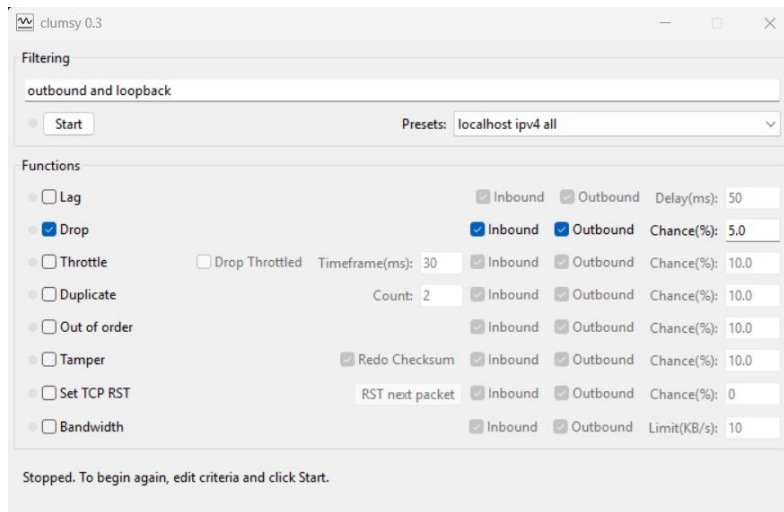 clumsy 0.3
Filtering
outbound and loopback
Start Presets: localhost ipv4 all
Functions
Lag Inbound Outbound Delay(ms): 50
Drop Inbound Outbound Chance(%): 5.0
Throttle Drop Throttled Timeframe(ms): 30 Inbound Outbound Chance(%): 10.0
Duplicate Count: 2 Inbound Outbound Chance(%): 10.0
Out of order Inbound Outbound Chance(%): 10.0
Tamper Redo Checksum Inbound Outbound Chance(%): 10.0
Set TCP RST RST next packet Inbound Outbound Chance(%): 0
Bandwidth Inbound Outbound Limit(KB/s): 10
Stopped. To begin again, edit criteria and click Start.